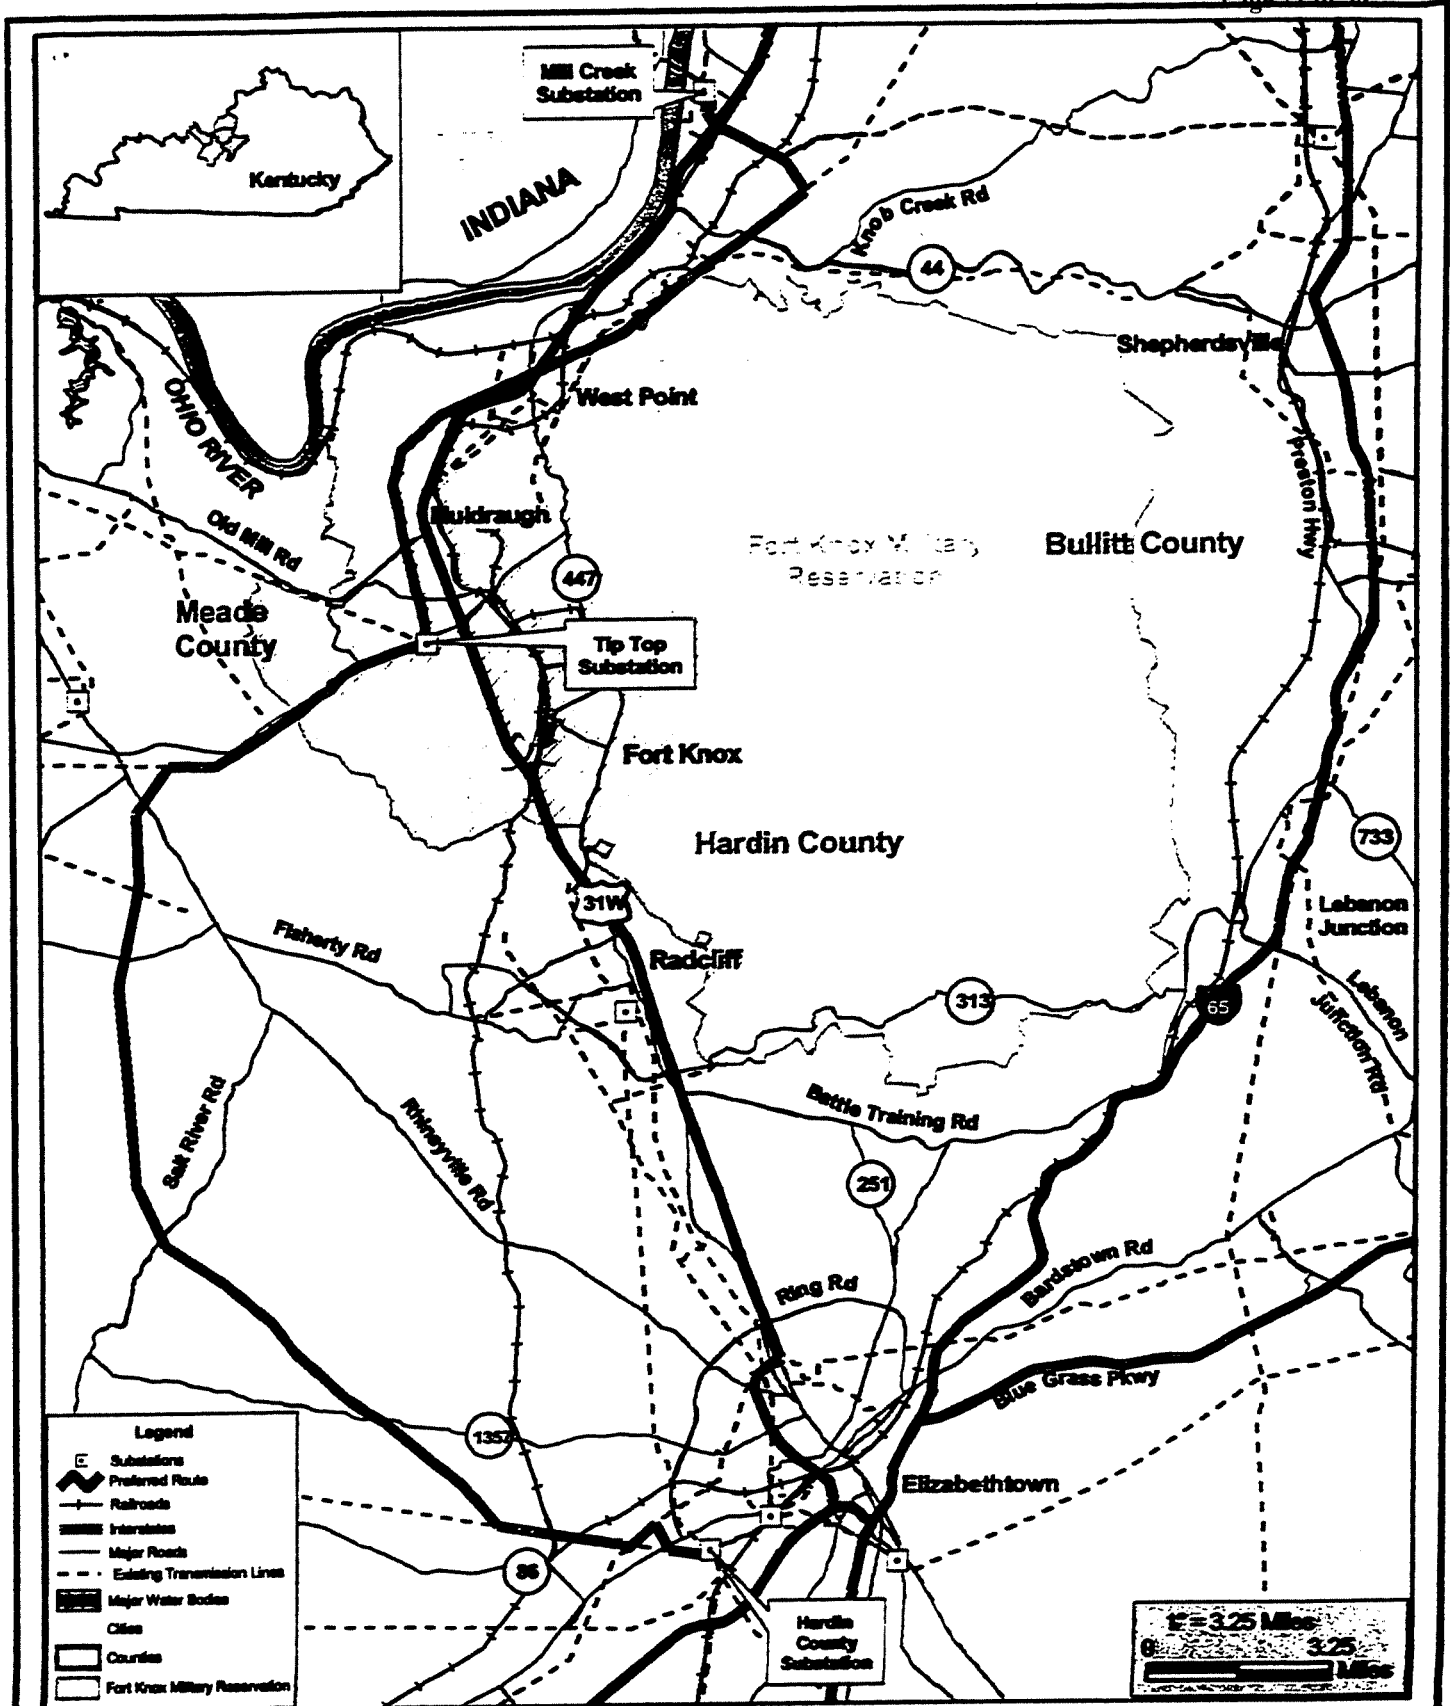 Mill Creek
Substation
Kentucky
INDIANA
Knob Creek Rd
44
Shepherdsville
OHIO RIVER
West Point
Preston Hwy
Old Mill Rd
Muldraugh
Fort Knox Military
Reservation
Bullitt County
447
Meade
County
Tip Top
Substation
Fort Knox
Hardin County
733
31W
Lebanon
Junction
Flaherty Rd
Radcliff
313
65
Lebanon
Junction Rd
Battle Training Rd
Salt River Rd
Rhineyville Rd
251
Bardstown Rd
Ring Rd
Blue Grass Pkwy
1357
Elizabethtown
86
Hardin
County
Substation
Legend
Substations
Preferred Route
Railroads
Interstates
Major Roads
Existing Transmission Lines
Major Water Bodies
Cities
Counties
Fort Knox Military Reservation
1" = 3.25 Miles
0 3.25
Miles